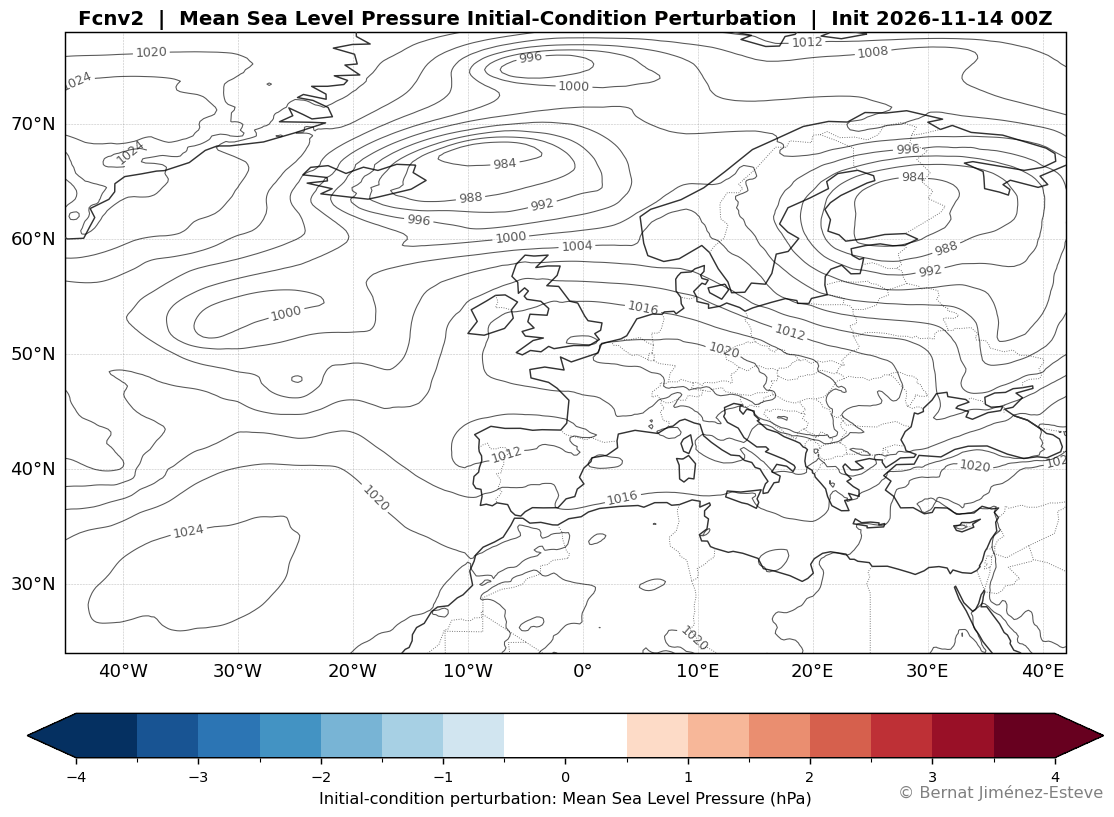 Fcnv2 | Mean Sea Level Pressure Initial-Condition Perturbation | Init 2026-11-14 00Z
1020
1012
1008
996
1024
1000
70°N
1024
996
984
984
988
992
996
60°N
1000
1004
988
992
1016
1000
1012
1020
50°N
1012
40°N
1020
1020
1016
1024
30°N
1020
40°W 30°W 20°W 10°W 0° 10°E 20°E 30°E 40°E
−4 −3 −2 −1 0 1 2 3 4
Initial-condition perturbation: Mean Sea Level Pressure (hPa)
© Bernat Jiménez-Esteve